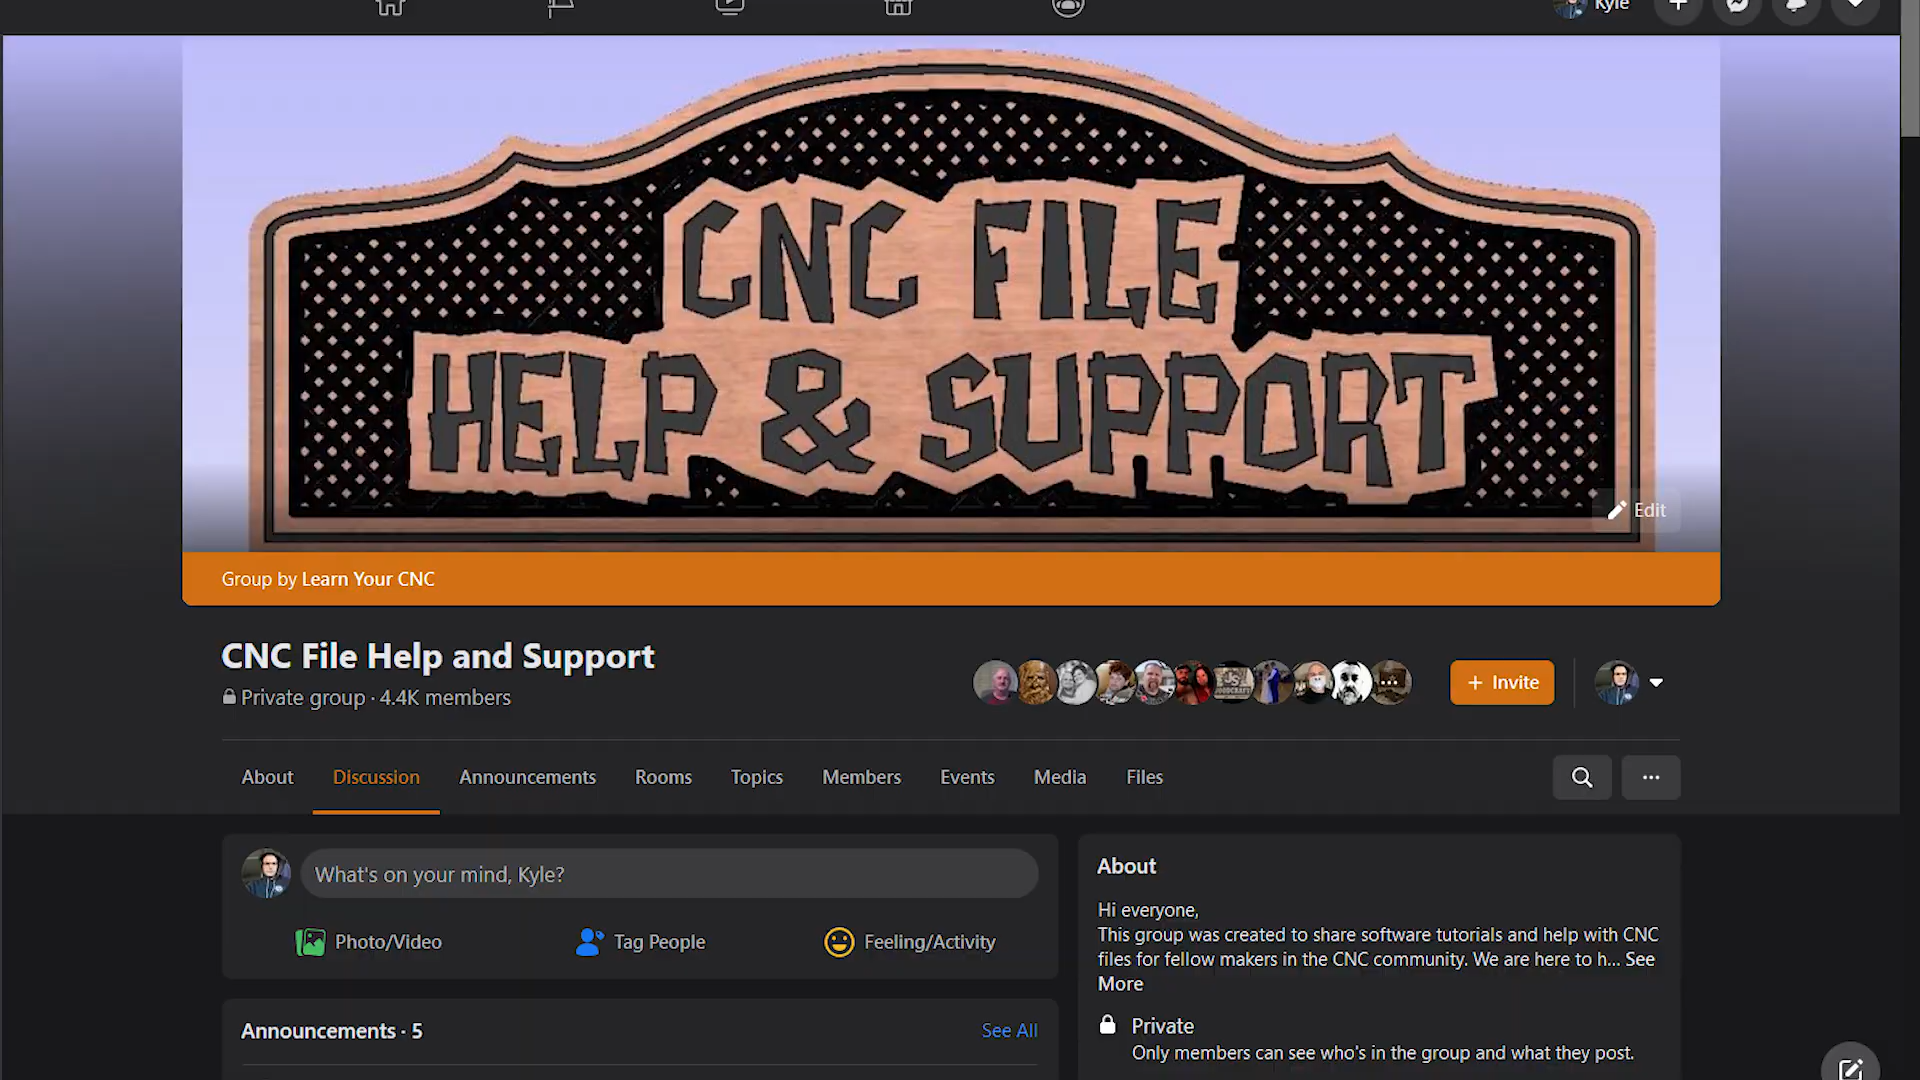 Kyle
CNC FILE
HELP & SUPPORT
Edit
Group by Learn Your CNC
CNC File Help and Support
Private group · 4.4K members
+ Invite
About
Discussion
Announcements
Rooms
Topics
Members
Events
Media
Files
What's on your mind, Kyle?
Photo/Video
Tag People
Feeling/Activity
Announcements · 5
See All
About
Hi everyone,
This group was created to share software tutorials and help with CNC
files for fellow makers in the CNC community. We are here to h... See
More
Private
Only members can see who's in the group and what they post.